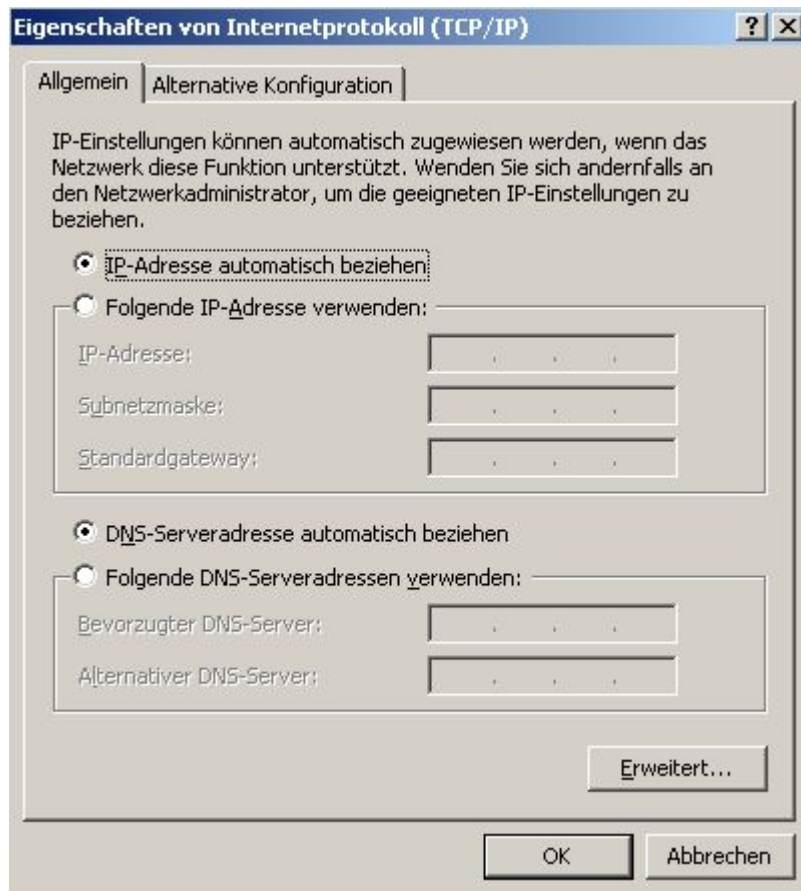 Eigenschaften von Internetprotokoll (TCP/IP)
Allgemein
Alternative Konfiguration
IP-Einstellungen können automatisch zugewiesen werden, wenn das
Netzwerk diese Funktion unterstützt. Wenden Sie sich andernfalls an
den Netzwerkadministrator, um die geeigneten IP-Einstellungen zu
beziehen.
IP-Adresse automatisch beziehen
Folgende IP-Adresse verwenden:
IP-Adresse:
Subnetzmaske:
Standardgateway:
DNS-Serveradresse automatisch beziehen
Folgende DNS-Serveradressen verwenden:
Bevorzugter DNS-Server:
Alternativer DNS-Server:
Erweitert...
OK
Abbrechen